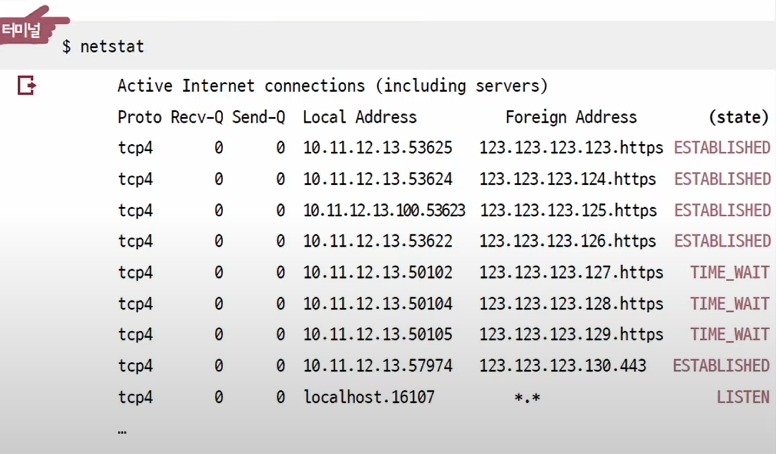 터미널
$ netstat
Active Internet connections (including servers)
Proto Recv-Q Send-Q Local Address Foreign Address (state)
tcp4 0 0 10.11.12.13.53625 123.123.123.123.https ESTABLISHED
tcp4 0 0 10.11.12.13.53624 123.123.123.124.https ESTABLISHED
tcp4 0 0 10.11.12.13.100.53623 123.123.123.125.https ESTABLISHED
tcp4 0 0 10.11.12.13.53622 123.123.123.126.https ESTABLISHED
tcp4 0 0 10.11.12.13.50102 123.123.123.127.https TIME_WAIT
tcp4 0 0 10.11.12.13.50104 123.123.123.128.https TIME_WAIT
tcp4 0 0 10.11.12.13.50105 123.123.123.129.https TIME_WAIT
tcp4 0 0 10.11.12.13.57974 123.123.123.130.443 ESTABLISHED
tcp4 0 0 localhost.16107 *.* LISTEN
…